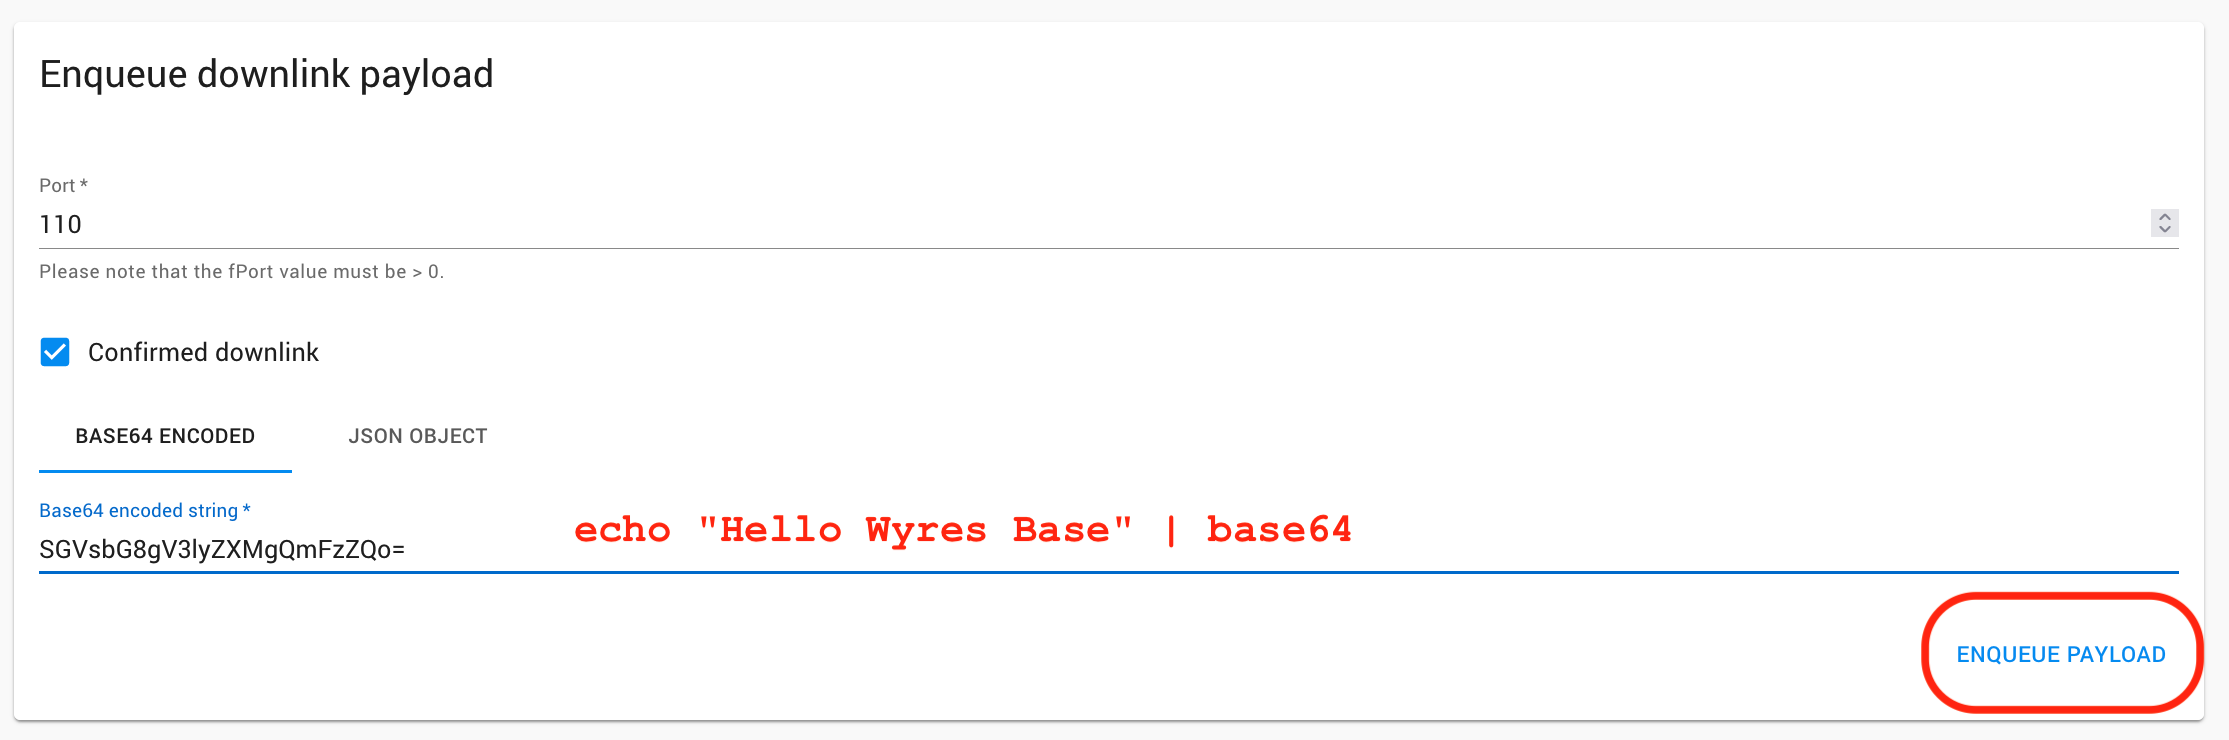 Enqueue downlink payload
Port *
110
Please note that the fPort value must be > 0.
Confirmed downlink
BASE64 ENCODED JSON OBJECT
Base64 encoded string *
echo "Hello Wyres Base" | base64
SGVsbG8gV3lyZXMgQmFzZQo=
ENQUEUE PAYLOAD